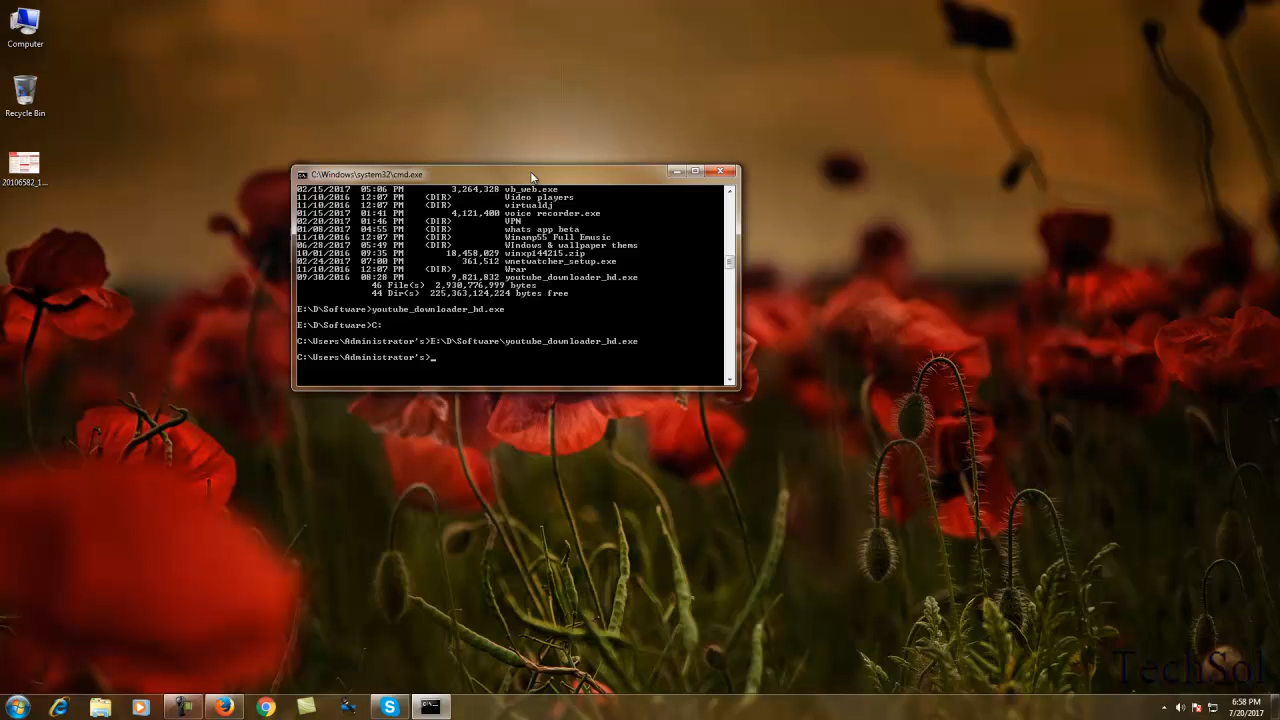 Computer
Recycle Bin
20106582_1...
C:\Windows\system32\cmd.exe
02/15/2017 05:06 PM 3,264,328 vb_web.exe
11/10/2016 12:07 PM <DIR> Video players
11/10/2016 12:07 PM <DIR> virtualdj
01/15/2017 01:41 PM 4,121,400 voice recorder.exe
02/20/2017 01:46 PM <DIR> VPN
01/08/2017 04:55 PM <DIR> whats app beta
11/10/2016 12:07 PM <DIR> Winamp55 Full Emusic
06/28/2017 05:49 PM <DIR> WIndows & wallpaper thems
10/01/2016 09:35 PM 18,458,029 winxp144215.zip
02/24/2017 07:00 PM 361,512 wnetwatcher_setup.exe
11/10/2016 12:07 PM <DIR> Wrar
09/30/2016 08:28 PM 9,821,832 youtube_downloader_hd.exe
46 File(s) 2,930,776,999 bytes
44 Dir(s) 225,363,124,224 bytes free
E:\D\Software>youtube_downloader_hd.exe
E:\D\Software>C:
C:\Users\Administrator's>E:\D\Software\youtube_downloader_hd.exe
C:\Users\Administrator's>_
TechSol
C:\...
6:58 PM
7/20/2017